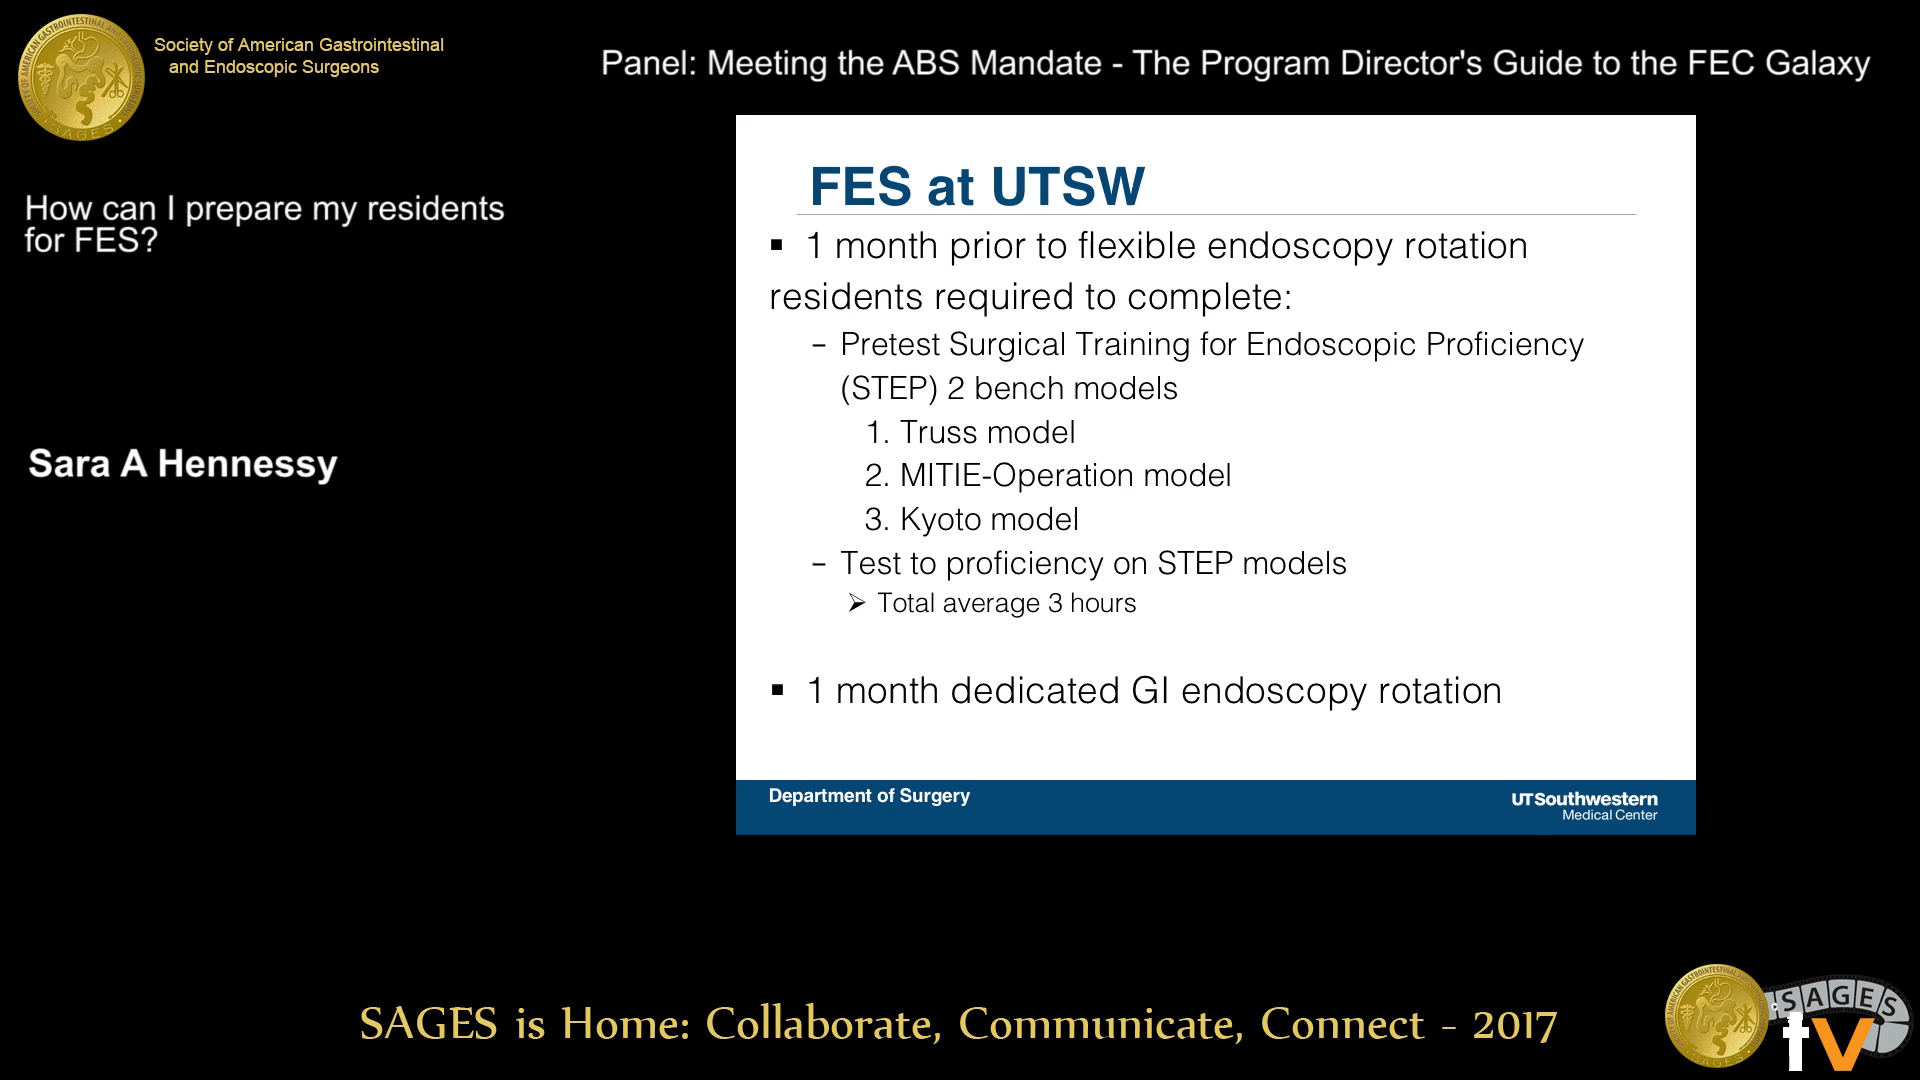 Society of American Gastrointestinal
and Endoscopic Surgeons
Panel: Meeting the ABS Mandate - The Program Director's Guide to the FEC Galaxy
How can I prepare my residents
for FES?
Sara A Hennessy
FES at UTSW
▪ 1 month prior to flexible endoscopy rotation
residents required to complete:
– Pretest Surgical Training for Endoscopic Proficiency
(STEP) 2 bench models
1. Truss model
2. MITIE-Operation model
3. Kyoto model
– Test to proficiency on STEP models
➢ Total average 3 hours
▪ 1 month dedicated GI endoscopy rotation
Department of Surgery
UTSouthwestern
Medical Center
SAGES is Home: Collaborate, Communicate, Connect - 2017
SAGES
tv